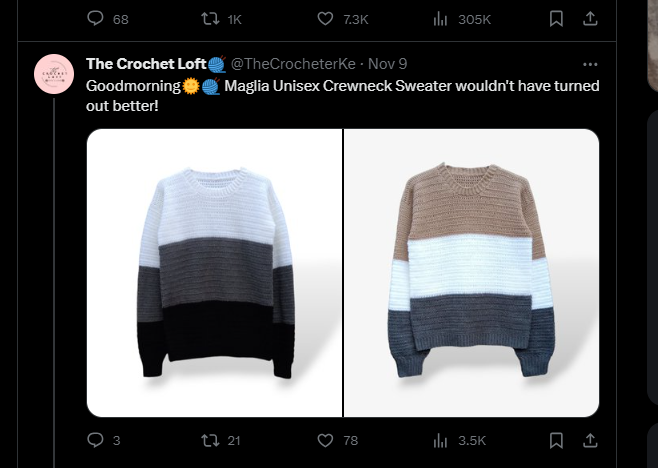 68 1K 7.3K 305K
The Crochet Loft🧶 @TheCrocheterKe · Nov 9
Goodmorning🌞🧶 Maglia Unisex Crewneck Sweater wouldn't have turned
out better!
3 21 78 3.5K